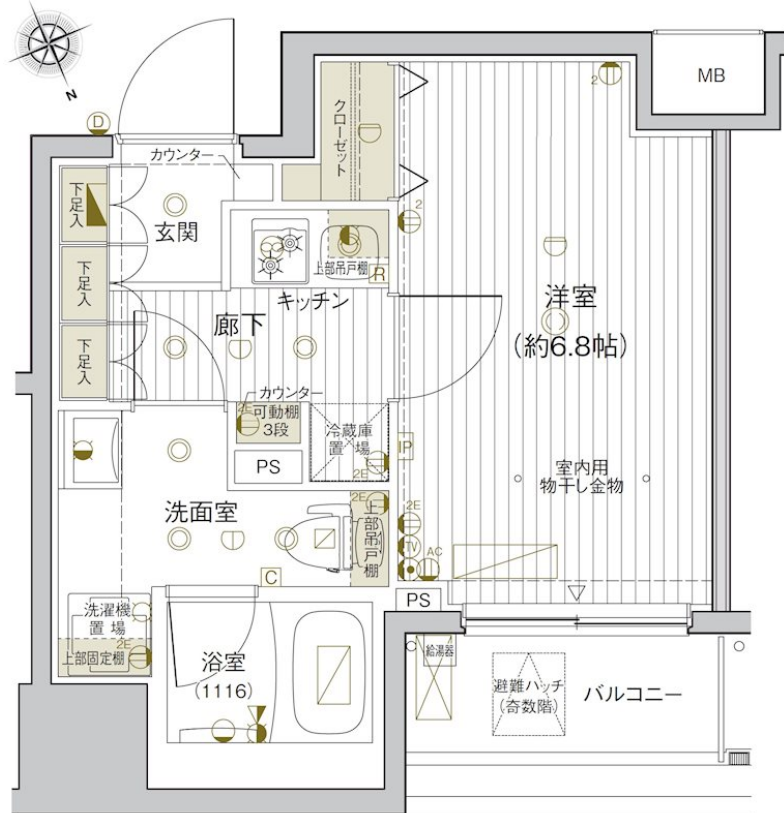 N
MB
D
2
カウンター
クローゼット
下足入
玄関
2
上部吊戸棚
R
下足入
キッチン
洋室
(約6.8帖)
廊下
下足入
カウンター
2E
可動棚
3段
冷蔵庫
置場
2E
IP
PS
室内用
物干し金物
2E
上部吊戸棚
2E
TV
AC
洗面室
C
PS
洗濯機
置場
2E
上部固定棚
浴室
(1116)
給湯器
避難ハッチ
(奇数階)
バルコニー